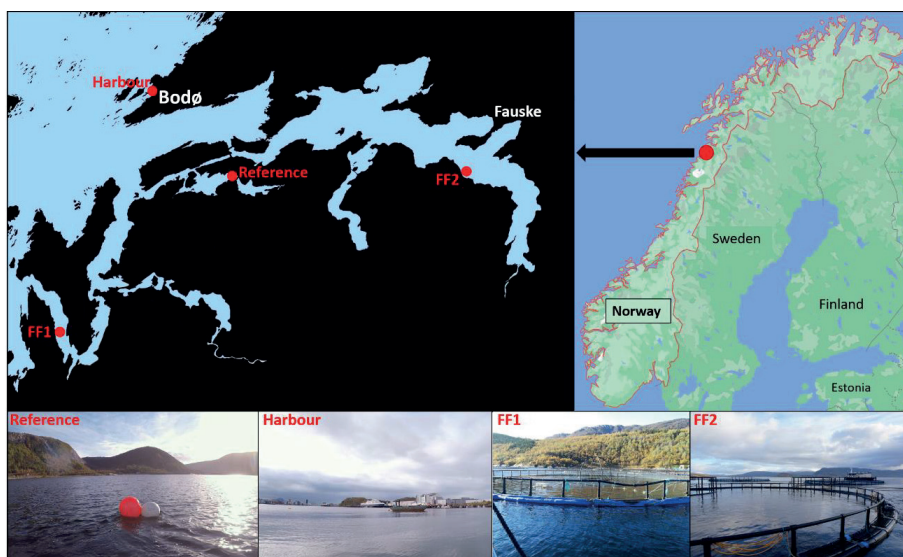 Harbour
Bodø
Fauske
Reference
FF2
FF1
Sweden
Norway
Finland
Estonia
Reference
Harbour
FF1
FF2